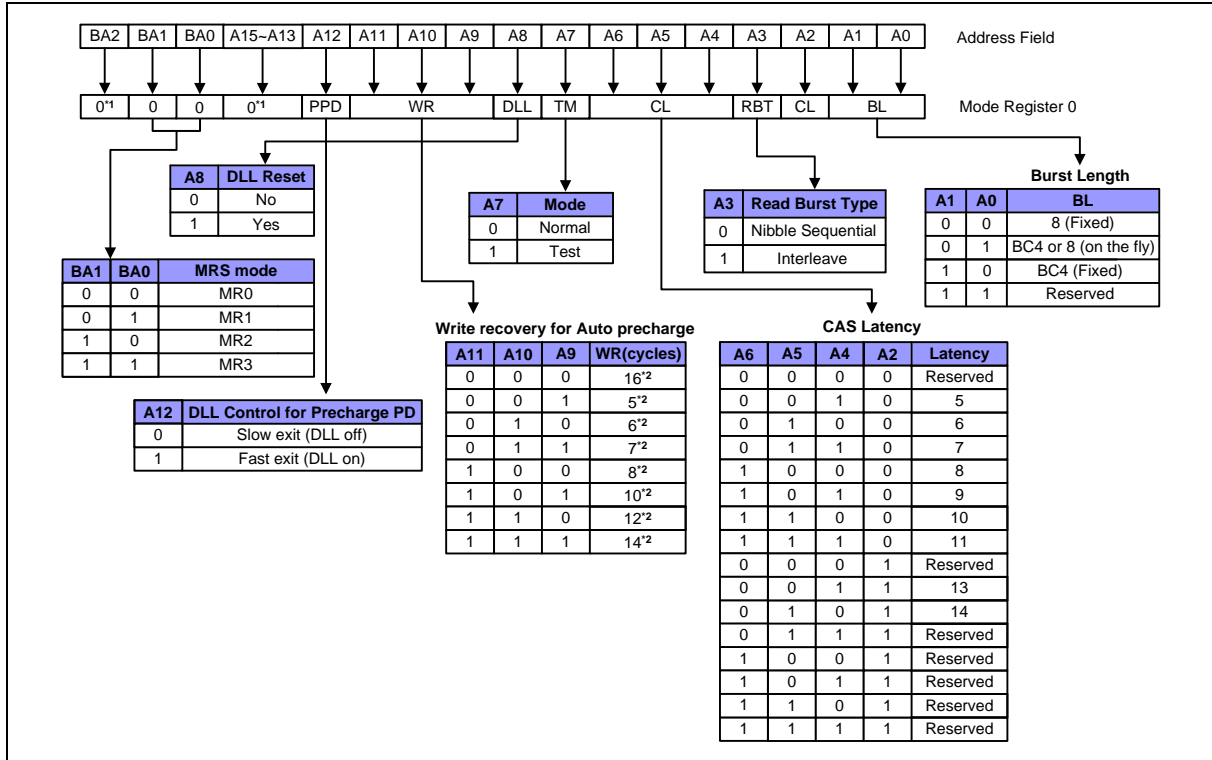 BA2 BA1 BA0 A15~A13 A12 A11 A10 A9 A8 A7 A6 A5 A4 A3 A2 A1 A0 Address Field
0*1 0 0 0*1 PPD WR DLL TM CL RBT CL BL Mode Register 0
A8 DLL Reset
0 No
1 Yes
A7 Mode
0 Normal
1 Test
A3 Read Burst Type
0 Nibble Sequential
1 Interleave
Burst Length
A1 A0 BL
0 0 8 (Fixed)
0 1 BC4 or 8 (on the fly)
1 0 BC4 (Fixed)
1 1 Reserved
BA1 BA0 MRS mode
0 0 MR0
0 1 MR1
1 0 MR2
1 1 MR3
A12 DLL Control for Precharge PD
0 Slow exit (DLL off)
1 Fast exit (DLL on)
Write recovery for Auto precharge
A11 A10 A9 WR(cycles)
0 0 0 16*2
0 0 1 5*2
0 1 0 6*2
0 1 1 7*2
1 0 0 8*2
1 0 1 10*2
1 1 0 12*2
1 1 1 14*2
CAS Latency
A6 A5 A4 A2 Latency
0 0 0 0 Reserved
0 0 1 0 5
0 1 0 0 6
0 1 1 0 7
1 0 0 0 8
1 0 1 0 9
1 1 0 0 10
1 1 1 0 11
0 0 0 1 Reserved
0 0 1 1 13
0 1 0 1 14
0 1 1 1 Reserved
1 0 0 1 Reserved
1 0 1 1 Reserved
1 1 0 1 Reserved
1 1 1 1 Reserved